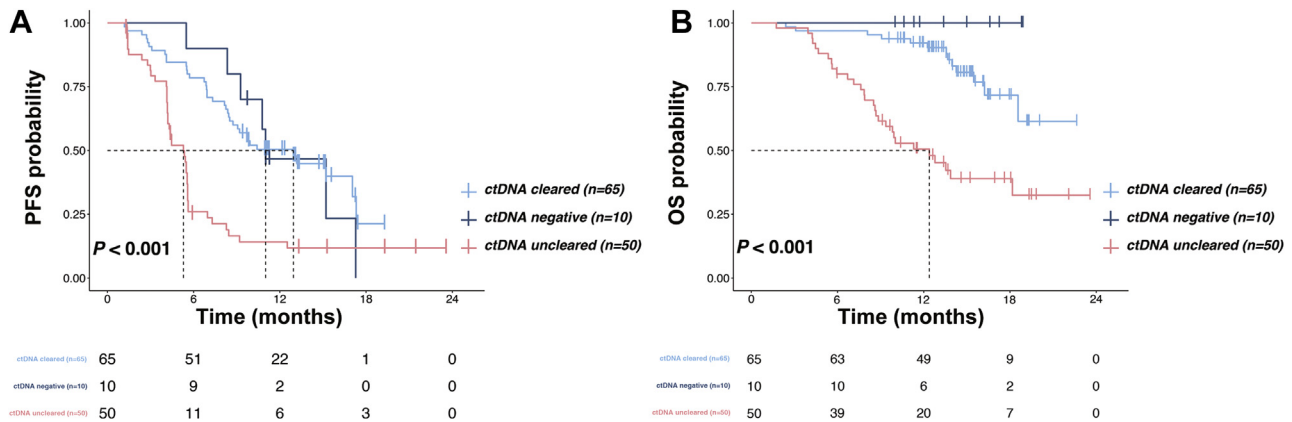 A
PFS probability
1.00
0.75
0.50
0.25
0.00
P < 0.001
ctDNA cleared (n=65)
ctDNA negative (n=10)
ctDNA uncleared (n=50)
0 6 12 18 24
Time (months)
ctDNA cleared (n=65) 65 51 22 1 0
ctDNA negative (n=10) 10 9 2 0 0
ctDNA uncleared (n=50) 50 11 6 3 0
B
OS probability
1.00
0.75
0.50
0.25
0.00
P < 0.001
ctDNA cleared (n=65)
ctDNA negative (n=10)
ctDNA uncleared (n=50)
0 6 12 18 24
Time (months)
ctDNA cleared (n=65) 65 63 49 9 0
ctDNA negative (n=10) 10 10 6 2 0
ctDNA uncleared (n=50) 50 39 20 7 0